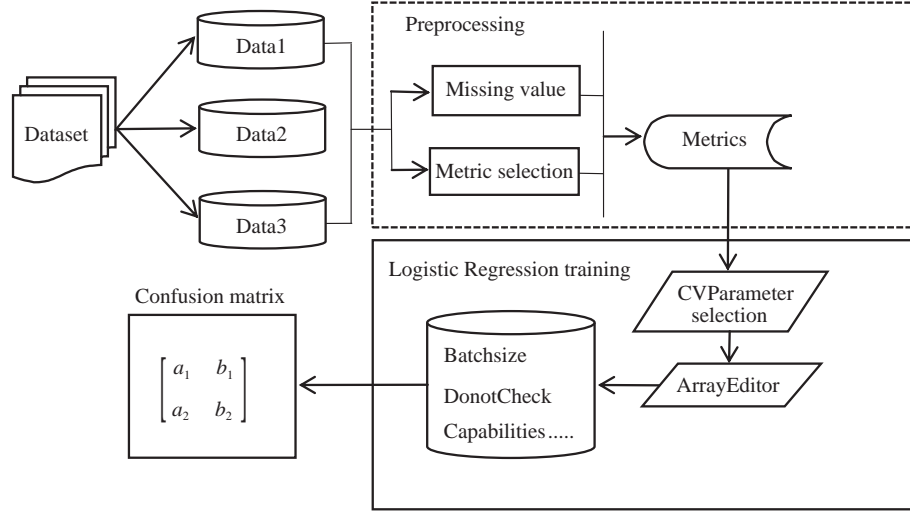 Preprocessing
Data1
Missing value
Dataset
Data2
Metrics
Metric selection
Data3
Logistic Regression training
CVParameter
selection
Confusion matrix
Batchsize
a1 b1
ArrayEditor
DonotCheck
a2 b2
Capabilities.....